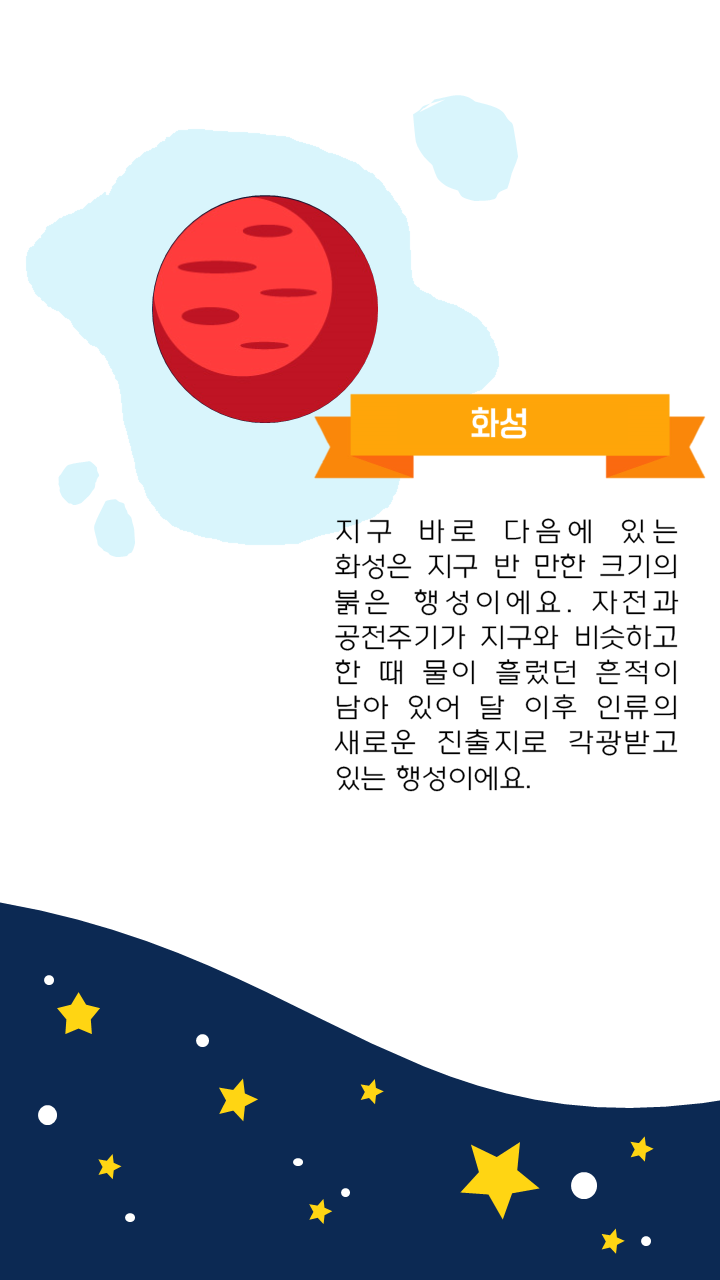 화성
지구 바로 다음에 있는
화성은 지구 반 만한 크기의
붉은 행성이에요. 자전과
공전주기가 지구와 비슷하고
한 때 물이 흘렀던 흔적이
남아 있어 달 이후 인류의
새로운 진출지로 각광받고
있는 행성이에요.